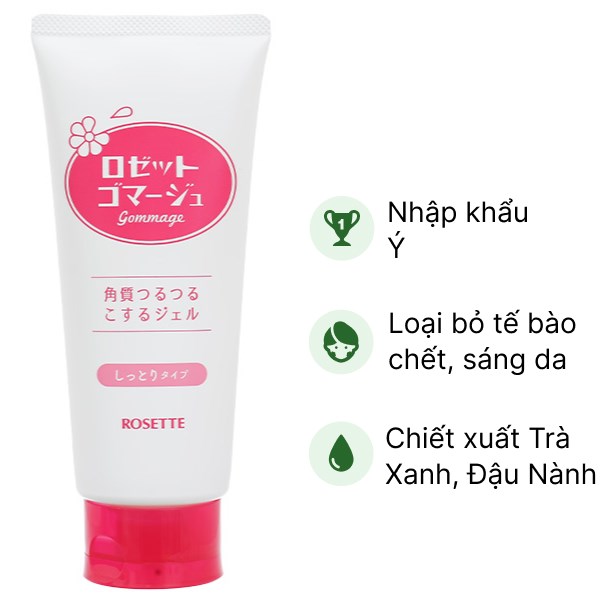 ロゼット
ゴマージュ
Gommage
角質つるつる
こするジェル
しっとりタイプ
ROSETTE
1
Nhập khẩu
Ý
Loại bỏ tế bào
chết, sáng da
Chiết xuất Trà
Xanh, Đậu Nành